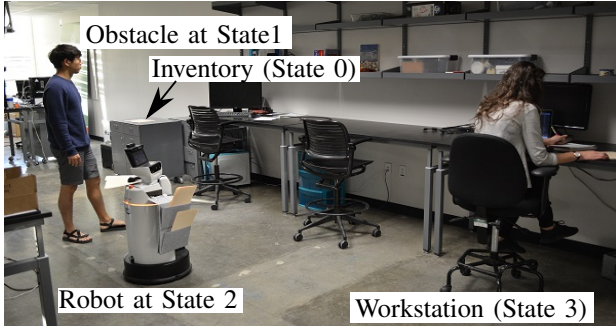 Obstacle at State1
Inventory (State 0)
Robot at State 2
Workstation (State 3)